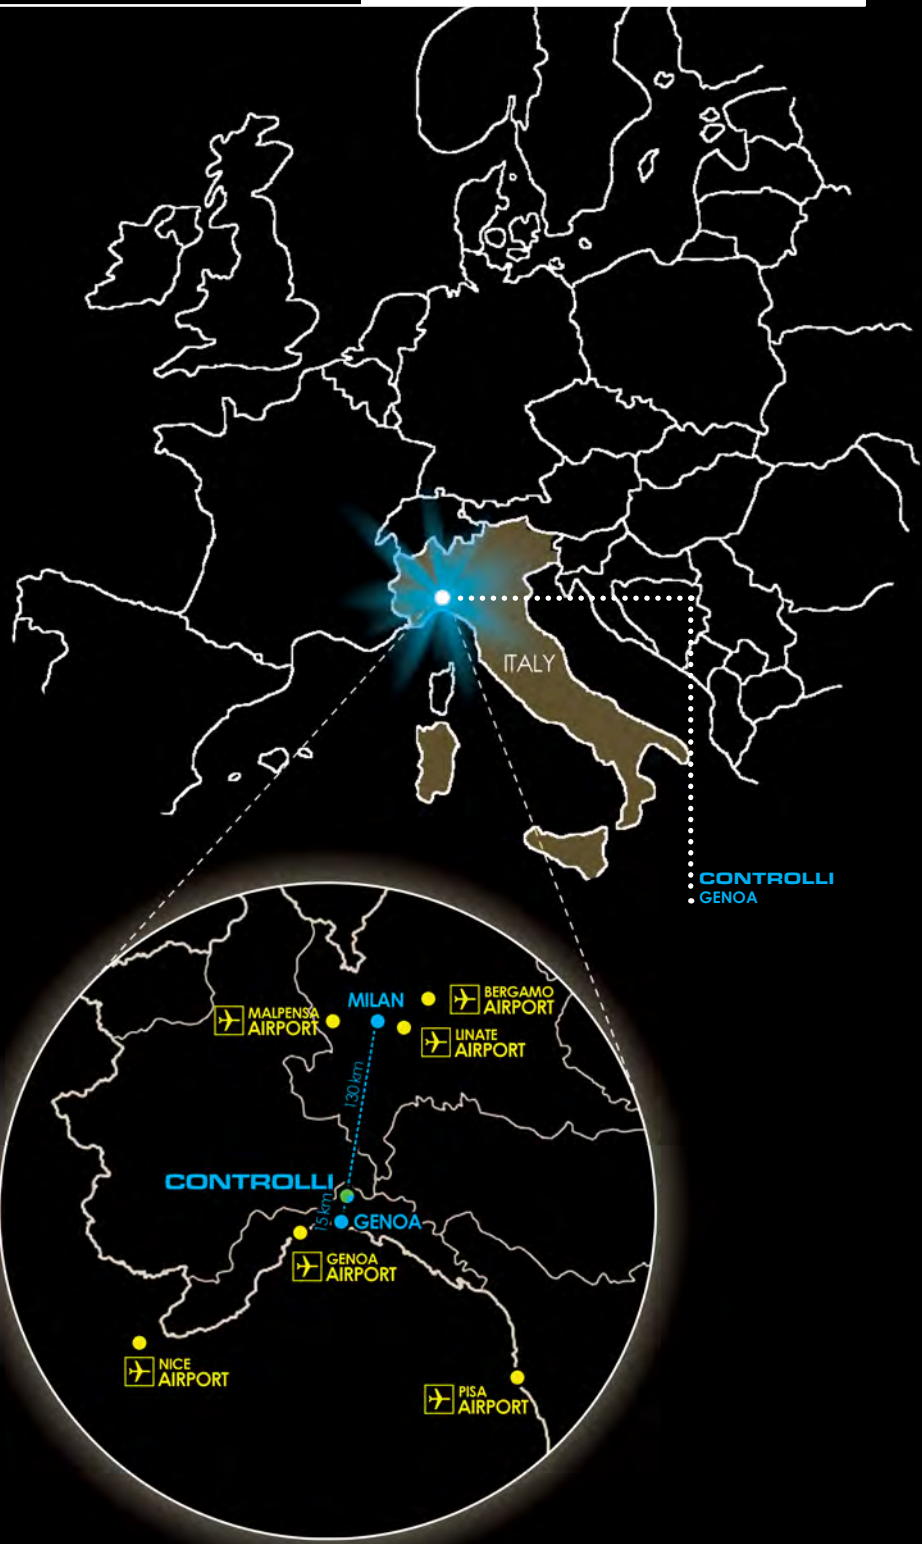 ITALY
CONTROLLI
GENOA
MILAN
BERGAMO
AIRPORT
MALPENSA
AIRPORT
LINATE
AIRPORT
130 km
CONTROLLI
15 km
GENOA
GENOA
AIRPORT
NICE
AIRPORT
PISA
AIRPORT